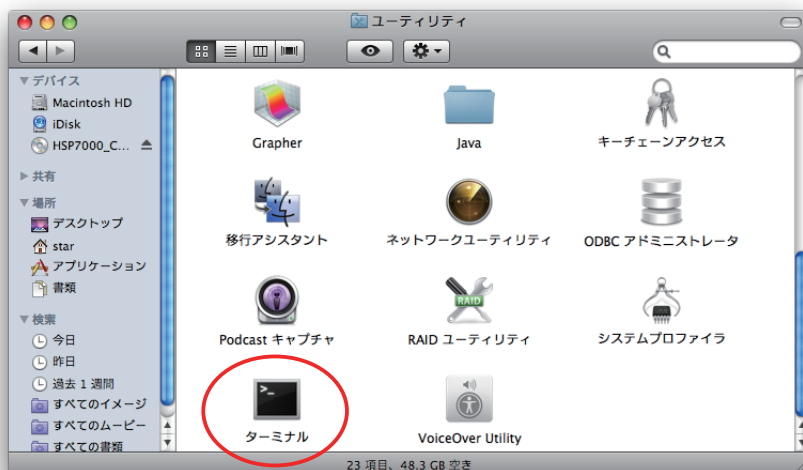 ユーティリティ
デバイス
Macintosh HD
iDisk
HSP7000_C...
共有
場所
デスクトップ
star
アプリケーション
書類
検索
今日
昨日
過去 1 週間
すべてのイメージ
すべてのムービー
すべての書類
Grapher
Java
キーチェーンアクセス
移行アシスタント
ネットワークユーティリティ
ODBC アドミニストレータ
Podcast キャプチャ
RAID
RAID ユーティリティ
システムプロファイラ
>_
ターミナル
VoiceOver Utility
23 項目、48.3 GB 空き